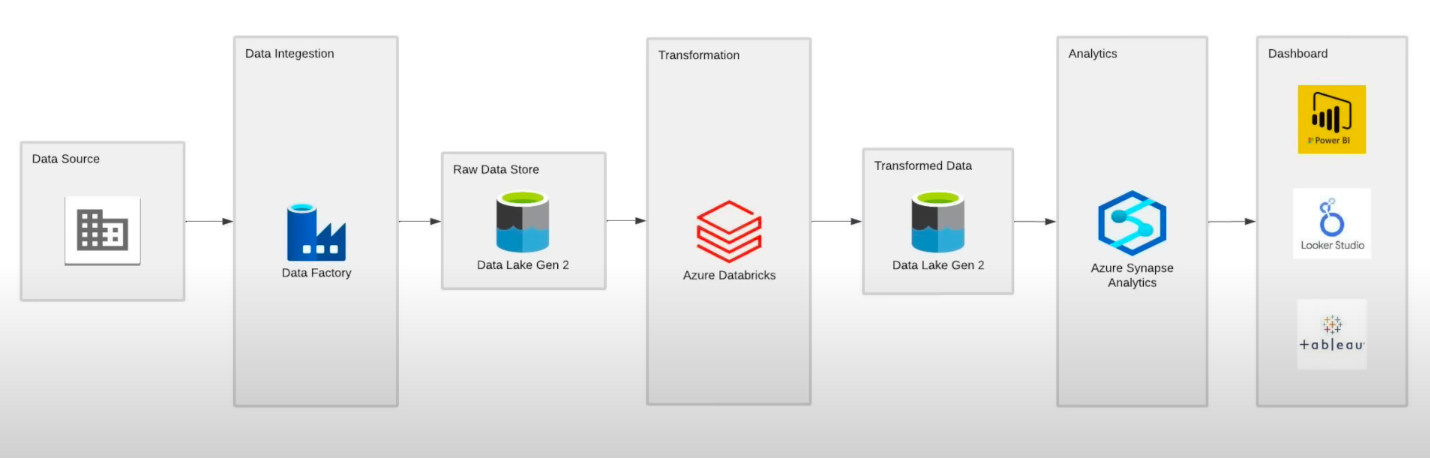 Data Source
Data Integestion
Data Factory
Raw Data Store
Data Lake Gen 2
Transformation
Azure Databricks
Transformed Data
Data Lake Gen 2
Analytics
Azure Synapse
Analytics
Dashboard
Power BI
Looker Studio
+ableau